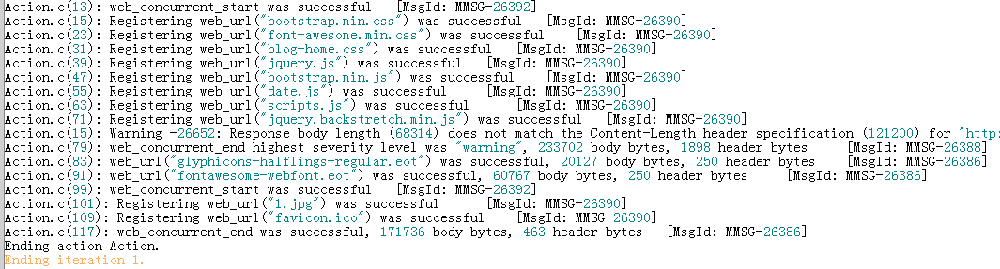 Action.c(13): web_concurrent_start was successful [MsgId: MMSG-26392]
Action.c(15): Registering web_url("bootstrap.min.css") was successful [MsgId: MMSG-26390]
Action.c(23): Registering web_url("font-awesome.min.css") was successful [MsgId: MMSG-26390]
Action.c(31): Registering web_url("blog-home.css") was successful [MsgId: MMSG-26390]
Action.c(39): Registering web_url("jquery.js") was successful [MsgId: MMSG-26390]
Action.c(47): Registering web_url("bootstrap.min.js") was successful [MsgId: MMSG-26390]
Action.c(55): Registering web_url("date.js") was successful [MsgId: MMSG-26390]
Action.c(63): Registering web_url("scripts.js") was successful [MsgId: MMSG-26390]
Action.c(71): Registering web_url("jquery.backstretch.min.js") was successful [MsgId: MMSG-26390]
Action.c(15): Warning -26652: Response body length (68314) does not match the Content-Length header specification (121200) for "http:
Action.c(79): web_concurrent_end highest severity level was "warning", 233702 body bytes, 1898 header bytes [MsgId: MMSG-26388]
Action.c(83): web_url("glyphicons-halflings-regular.eot") was successful, 20127 body bytes, 250 header bytes [MsgId: MMSG-26386]
Action.c(91): web_url("fontawesome-webfont.eot") was successful, 60767 body bytes, 250 header bytes [MsgId: MMSG-26386]
Action.c(99): web_concurrent_start was successful [MsgId: MMSG-26392]
Action.c(101): Registering web_url("1.jpg") was successful [MsgId: MMSG-26390]
Action.c(109): Registering web_url("favicon.ico") was successful [MsgId: MMSG-26390]
Action.c(117): web_concurrent_end was successful, 171736 body bytes, 463 header bytes [MsgId: MMSG-26386]
Ending action Action.
Ending iteration 1.